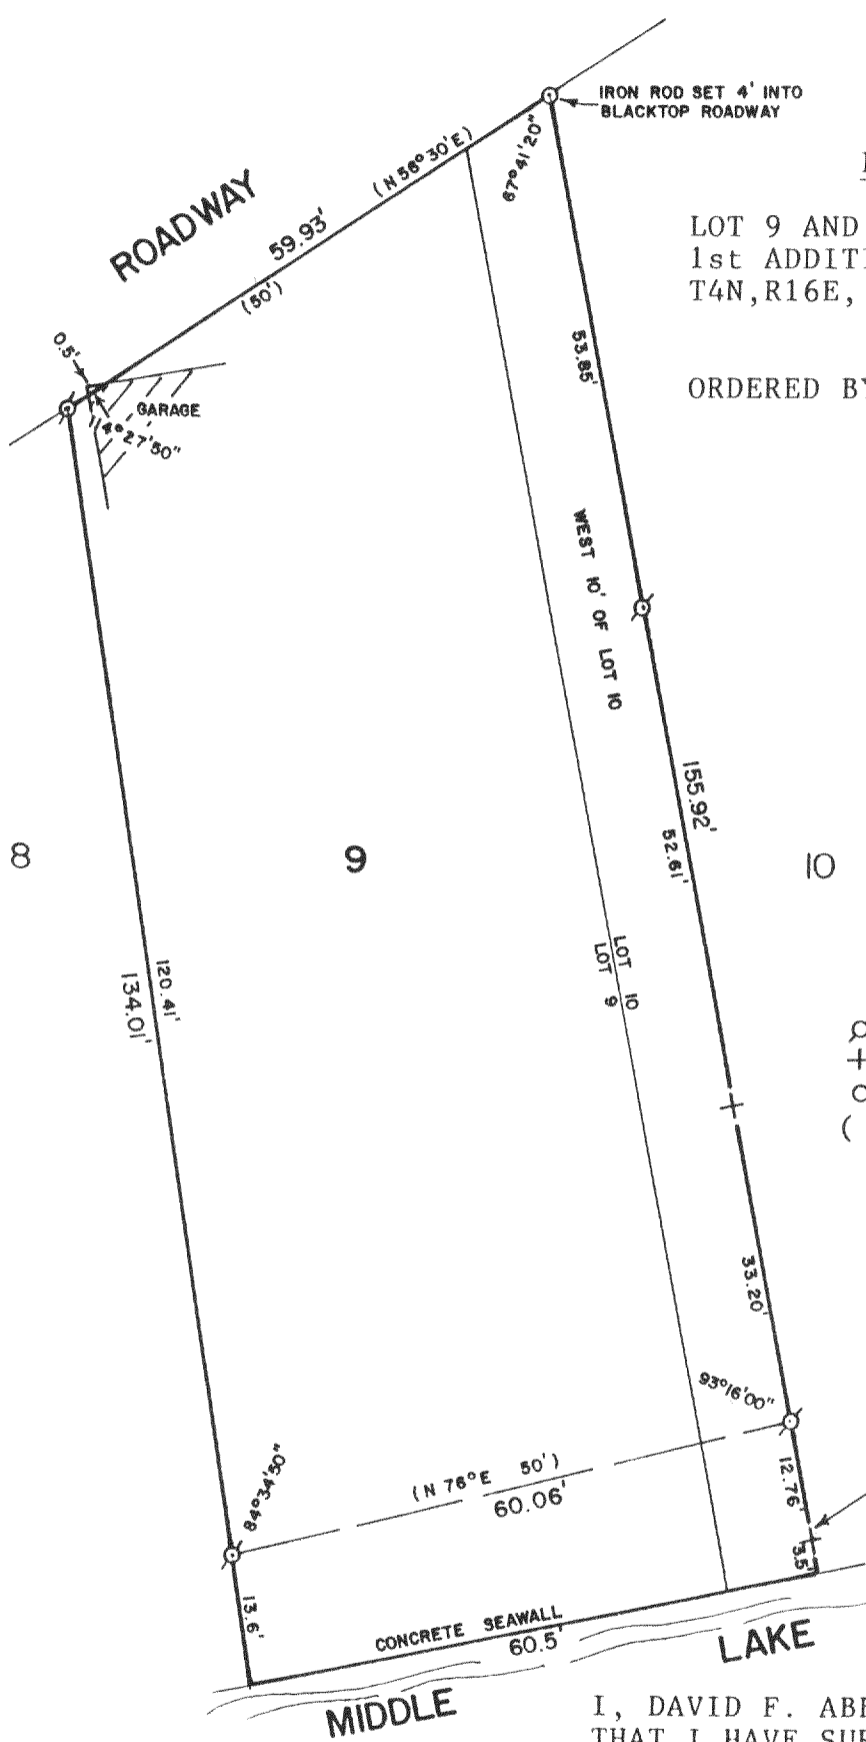 IRON ROD SET 4' INTO
BLACKTOP ROADWAY
67°41'20"
(N 56°30'E)
ROADWAY
59.93'
(50')
LOT 9 AND
1st ADDITI
T4N,R16E,
ORDERED BY
0.5'
GARAGE
114°27'50"
53.85'
WEST 10' OF LOT 10
155.92'
52.61'
8
9
10
LOT 10
LOT 9
120.41'
134.01'
33.20'
93°16'00"
84°34'50"
(N 76°E 50')
60.06'
12.76'
3.5'
13.6'
CONCRETE SEAWALL
60.5'
MIDDLE LAKE
I, DAVID F. ABB